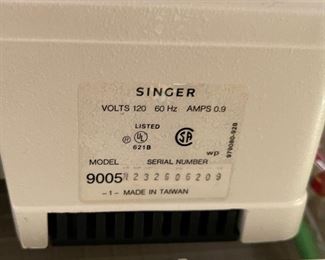 SINGER
VOLTS 120 60 Hz AMPS 0.9
LISTED
UL SA
621B
wp
979080-928
MODEL SERIAL NUMBER
9005 N232606209
-1- MADE IN TAIWAN